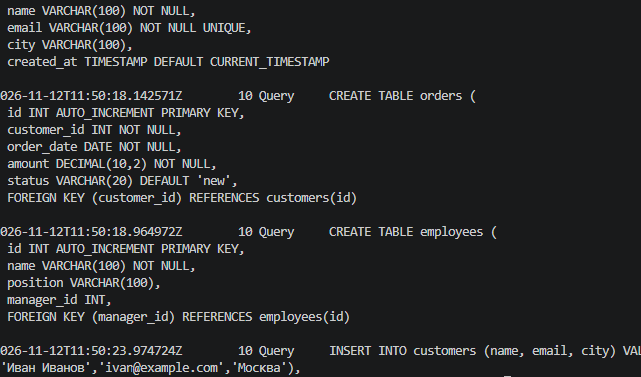 name VARCHAR(100) NOT NULL,
email VARCHAR(100) NOT NULL UNIQUE,
city VARCHAR(100),
created_at TIMESTAMP DEFAULT CURRENT_TIMESTAMP
026-11-12T11:50:18.142571Z 10 Query CREATE TABLE orders (
id INT AUTO_INCREMENT PRIMARY KEY,
customer_id INT NOT NULL,
order_date DATE NOT NULL,
amount DECIMAL(10,2) NOT NULL,
status VARCHAR(20) DEFAULT 'new',
FOREIGN KEY (customer_id) REFERENCES customers(id)
026-11-12T11:50:18.964972Z 10 Query CREATE TABLE employees (
id INT AUTO_INCREMENT PRIMARY KEY,
name VARCHAR(100) NOT NULL,
position VARCHAR(100),
manager_id INT,
FOREIGN KEY (manager_id) REFERENCES employees(id)
026-11-12T11:50:23.974724Z 10 Query INSERT INTO customers (name, email, city) VAL
'Иван Иванов','ivan@example.com','Москва'),